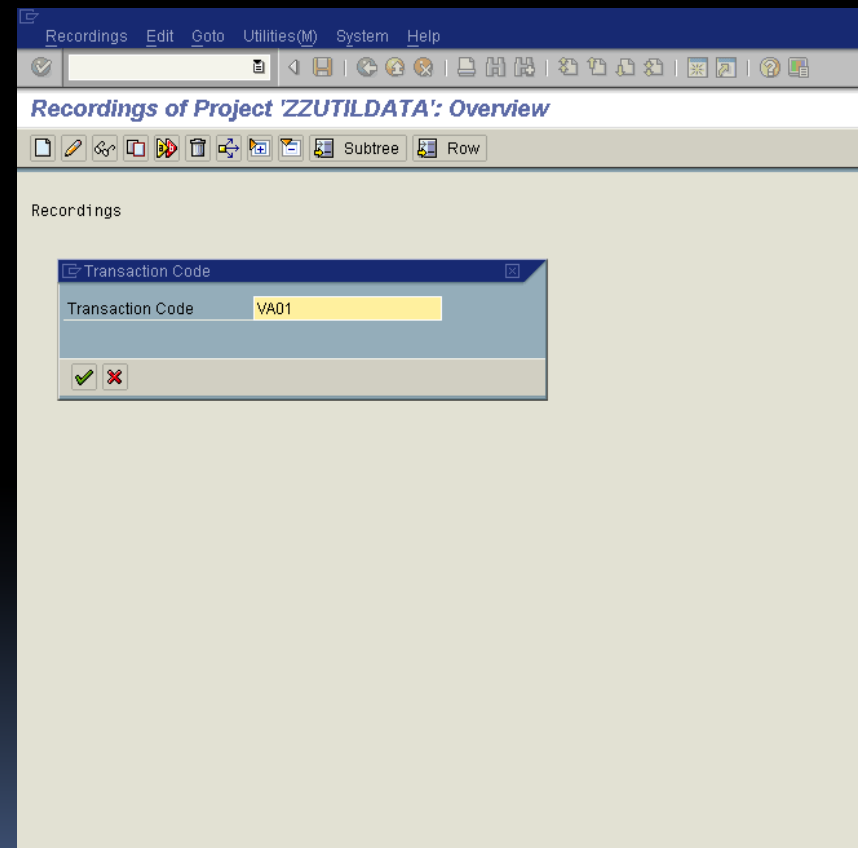 Recordings Edit Goto Utilities(M) System Help
Recordings of Project 'ZZUTILDATA': Overview
Subtree Row
Recordings
Transaction Code
Transaction Code VA01